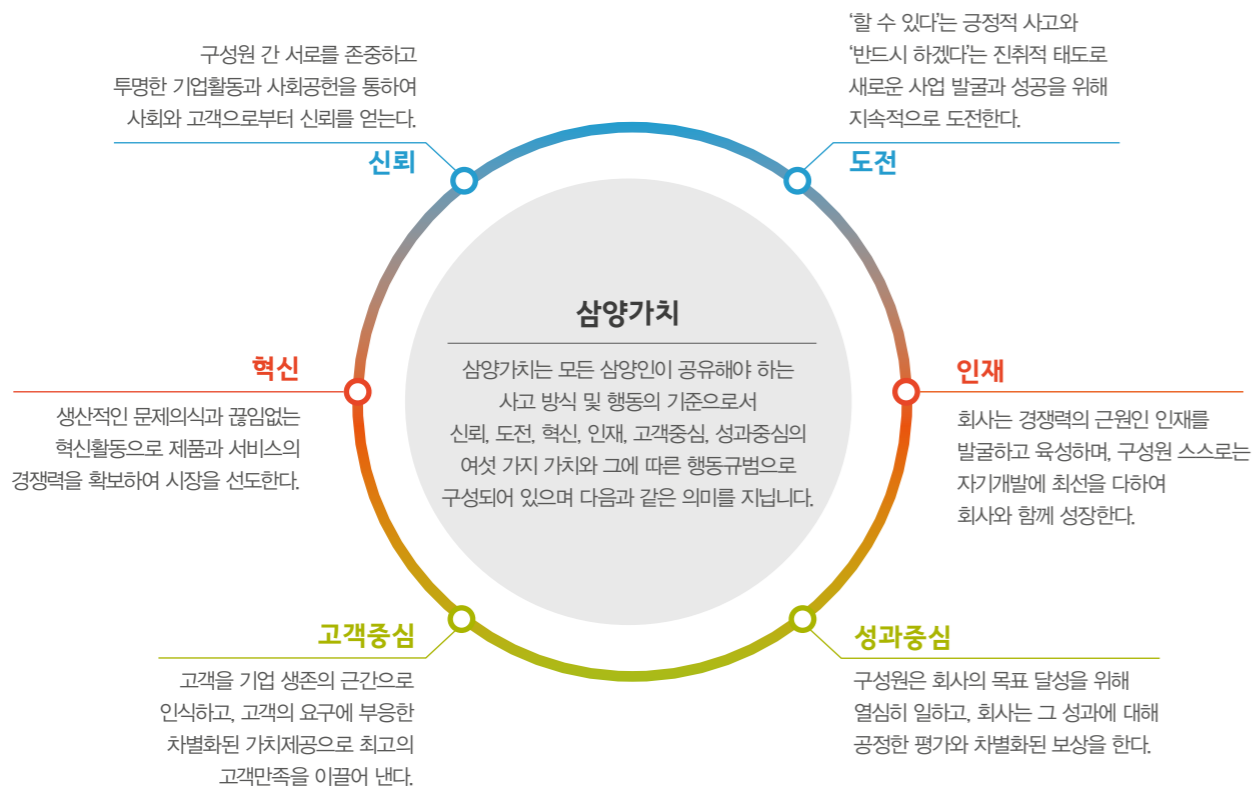 구성원 간 서로를 존중하고
투명한 기업활동과 사회공헌을 통하여
사회와 고객으로부터 신뢰를 얻는다.
신뢰
‘할 수 있다’는 긍정적 사고와
‘반드시 하겠다’는 진취적 태도로
새로운 사업 발굴과 성공을 위해
지속적으로 도전한다.
도전
삼양가치
삼양가치는 모든 삼양인이 공유해야 하는
사고 방식 및 행동의 기준으로서
신뢰, 도전, 혁신, 인재, 고객중심, 성과중심의
여섯 가지 가치와 그에 따른 행동규범으로
구성되어 있으며 다음과 같은 의미를 지닙니다.
혁신
생산적인 문제의식과 끊임없는
혁신활동으로 제품과 서비스의
경쟁력을 확보하여 시장을 선도한다.
인재
회사는 경쟁력의 근원인 인재를
발굴하고 육성하며, 구성원 스스로는
자기개발에 최선을 다하여
회사와 함께 성장한다.
고객중심
고객을 기업 생존의 근간으로
인식하고, 고객의 요구에 부응한
차별화된 가치제공으로 최고의
고객만족을 이끌어 낸다.
성과중심
구성원은 회사의 목표 달성을 위해
열심히 일하고, 회사는 그 성과에 대해
공정한 평가와 차별화된 보상을 한다.